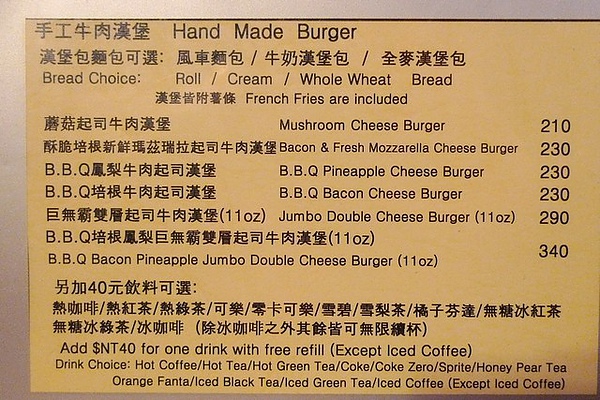 手工牛肉漢堡 Hand Made Burger
漢堡包麵包可選: 風車麵包 / 牛奶漢堡包 / 全麥漢堡包
Bread Choice: Roll / Cream / Whole Wheat Bread
漢堡皆附薯條 French Fries are included
蘑菇起司牛肉漢堡 Mushroom Cheese Burger 210
酥脆培根新鮮瑪茲瑞拉起司牛肉漢堡 Bacon & Fresh Mozzarella Cheese Burger 230
B.B.Q鳳梨牛肉起司漢堡 B.B.Q Pineapple Cheese Burger 230
B.B.Q培根牛肉起司漢堡 B.B.Q Bacon Cheese Burger 230
巨無霸雙層起司牛肉漢堡(11oz) Jumbo Double Cheese Burger (11oz) 290
B.B.Q培根鳳梨巨無霸雙層起司牛肉漢堡(11oz)
B.B.Q Bacon Pineapple Jumbo Double Cheese Burger (11oz) 340
另加40元飲料可選:
熱咖啡/熱紅茶/熱綠茶/可樂/零卡可樂/雪碧/雪梨茶/橘子芬達/無糖冰紅茶
無糖冰綠茶/冰咖啡 (除冰咖啡之外其餘皆可無限續杯)
Add $NT40 for one drink with free refill (Except Iced Coffee)
Drink Choice: Hot Coffee/Hot Tea/Hot Green Tea/Coke/Coke Zero/Sprite/Honey Pear Tea
Orange Fanta/Iced Black Tea/Iced Green Tea/Iced Coffee (Except Iced Coffee)